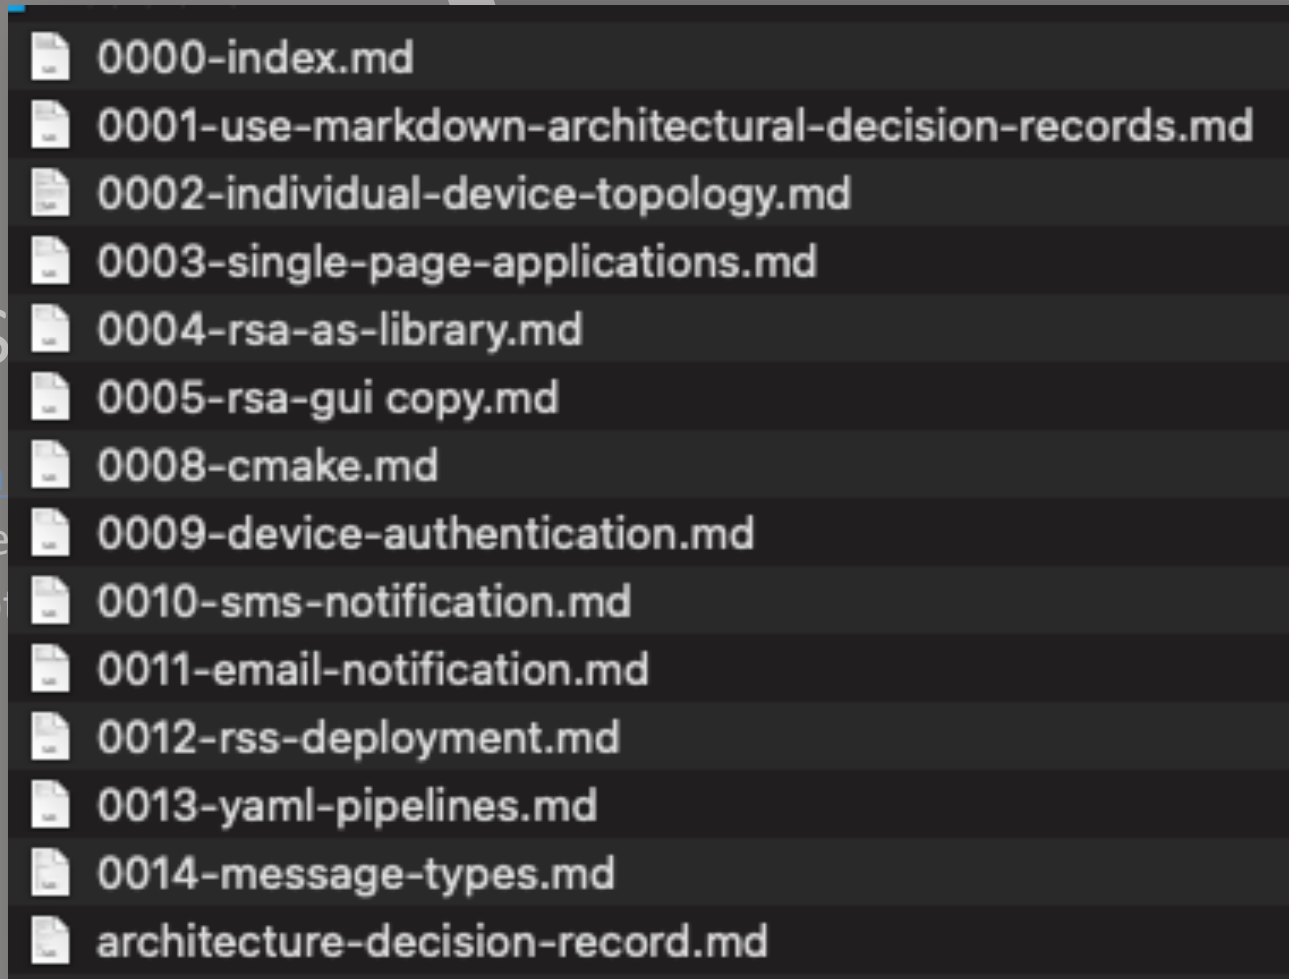 0000-index.md
0001-use-markdown-architectural-decision-records.md
0002-individual-device-topology.md
0003-single-page-applications.md
0004-rsa-as-library.md
0005-rsa-gui copy.md
0008-cmake.md
0009-device-authentication.md
0010-sms-notification.md
0011-email-notification.md
0012-rss-deployment.md
0013-yaml-pipelines.md
0014-message-types.md
architecture-decision-record.md